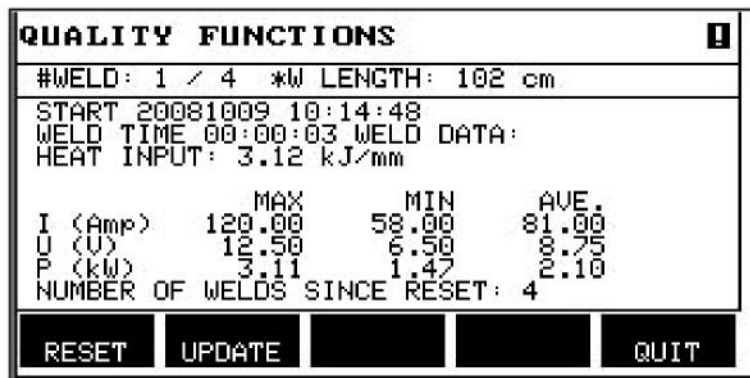 QUALITY FUNCTIONS
#WELD: 1 / 4 *W LENGTH: 102 cm
START 20081009 10:14:48
WELD TIME 00:00:03 WELD DATA:
HEAT INPUT: 3.12 kJ/mm
MAX MIN AVE.
I (Amp) 120.00 58.00 81.00
U (V) 12.50 6.50 8.75
P (kW) 3.11 1.47 2.10
NUMBER OF WELDS SINCE RESET: 4
RESET UPDATE QUIT